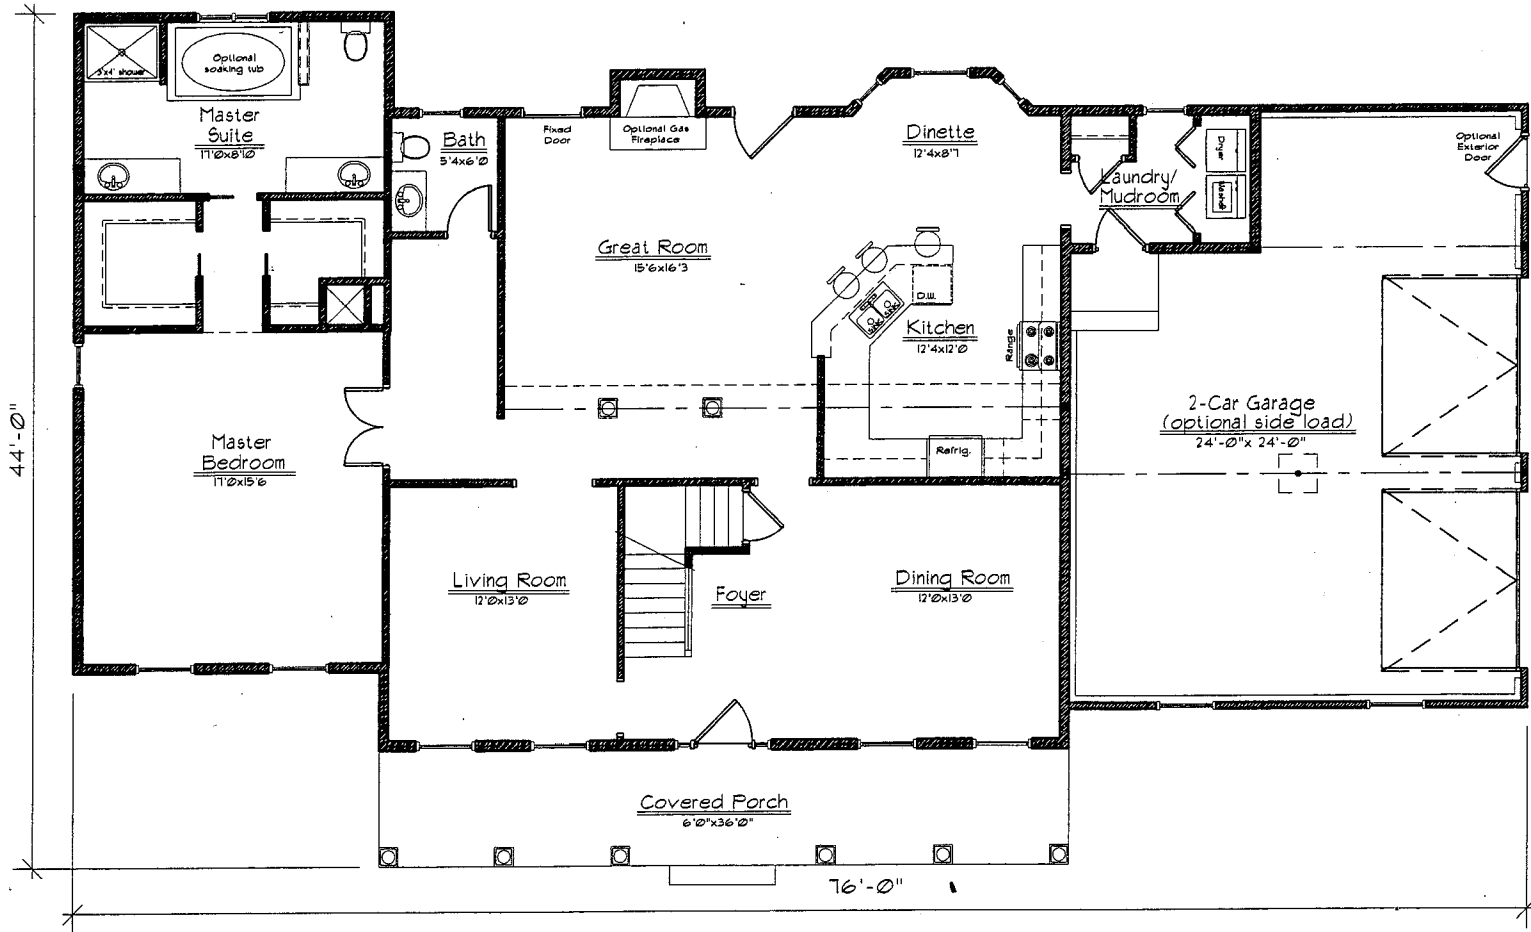 Optional
soaking tub
3'x4' shower
Master
Suite
17'0x8'10
Bath
5'4x6'0
Fixed
Door
Optional Gas
Fireplace
Dinette
12'4x8'7
Laundry/
Mudroom
Dryer
Washer
Optional
Exterior
Door
Great Room
15'6x16'3
D.W.
Sink
Sink
Kitchen
12'4x12'0
Range
Refrig.
2-Car Garage
(optional side load)
24'-0"x 24'-0"
44'-0"
Master
Bedroom
17'0x15'6
Living Room
12'0x13'0
Foyer
Dining Room
12'0x13'0
Covered Porch
6'0"x36'0"
76'-0"